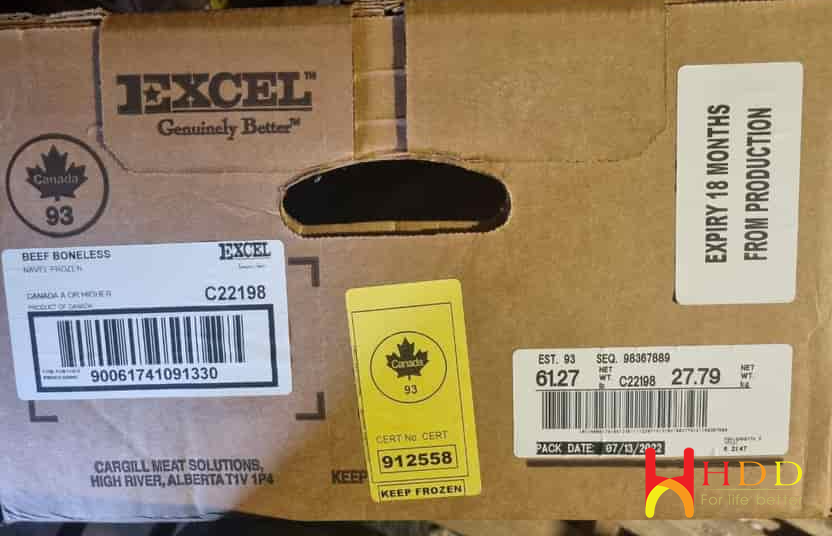 EXCEL™
Genuinely Better™
Canada
93
BEEF BONELESS
NAVEL FROZEN
EXCEL
CANADA A OR HIGHER
C22198
PRODUCT OF CANADA
90061741091330
CARGILL MEAT SOLUTIONS,
HIGH RIVER, ALBERTA T1V 1P4
KEEP
Canada
93
CERT No. CERT
912558
KEEP FROZEN
EXPIRY 18 MONTHS
FROM PRODUCTION
EST. 93 SEQ. 98367889
61.27 NET WT. lb C22198 27.79 NET WT. kg
PACK DATE: 07/13/2022
HDD
For life better